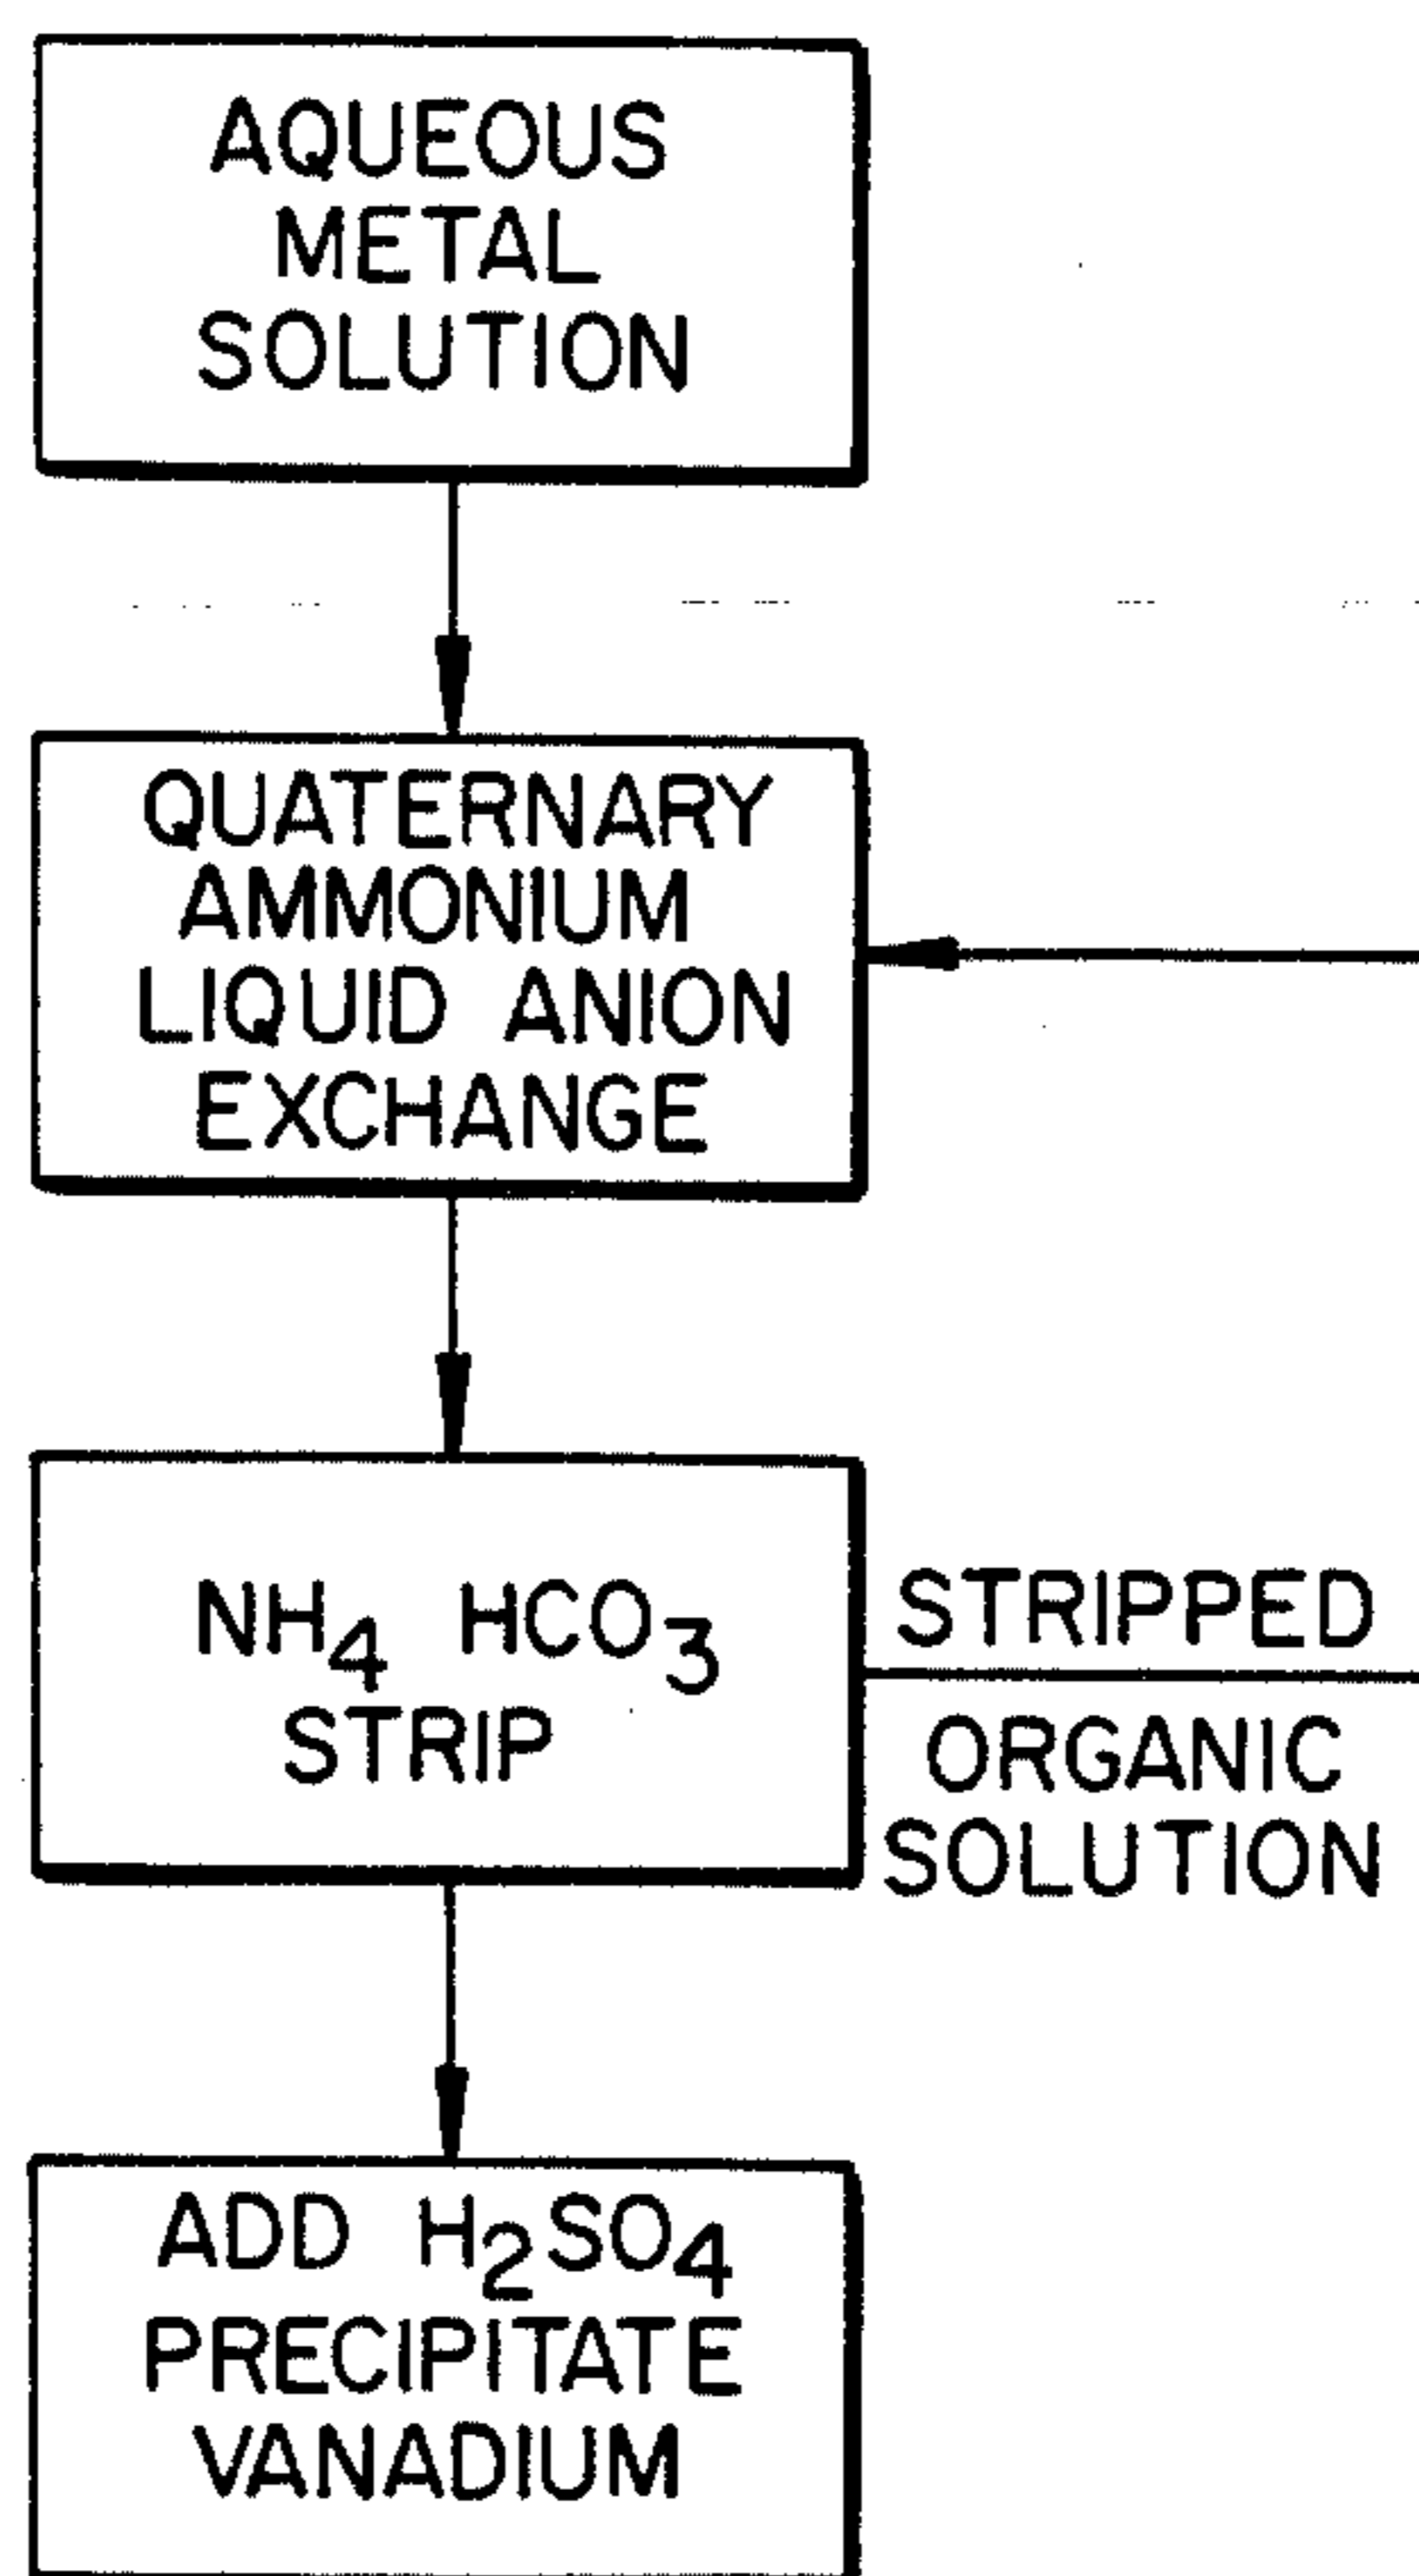 AQUEOUS
METAL
SOLUTION
QUATERNARY
AMMONIUM
LIQUID ANION
EXCHANGE
NH4 HCO3
STRIP
STRIPPED
ORGANIC
SOLUTION
ADD H2SO4
PRECIPITATE
VANADIUM